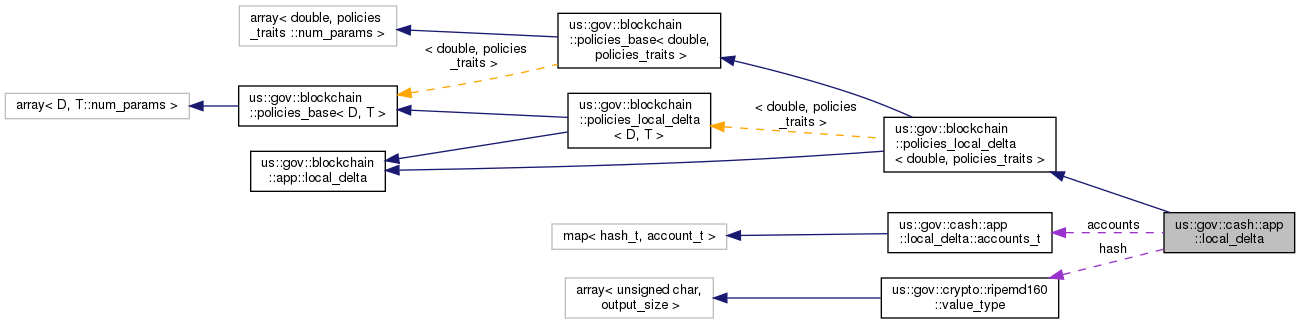 array< double, policies
_traits ::num_params >
us::gov::blockchain
::policies_base< double,
policies_traits >
< double, policies
_traits >
array< D, T::num_params >
us::gov::blockchain
::policies_base< D, T >
us::gov::blockchain
::policies_local_delta
< D, T >
< double, policies
_traits >
us::gov::blockchain
::policies_local_delta
< double, policies_traits >
us::gov::blockchain
::app::local_delta
map< hash_t, account_t >
us::gov::cash::app
::local_delta::accounts_t
accounts
us::gov::cash::app
::local_delta
hash
array< unsigned char,
output_size >
us::gov::crypto::ripemd160
::value_type